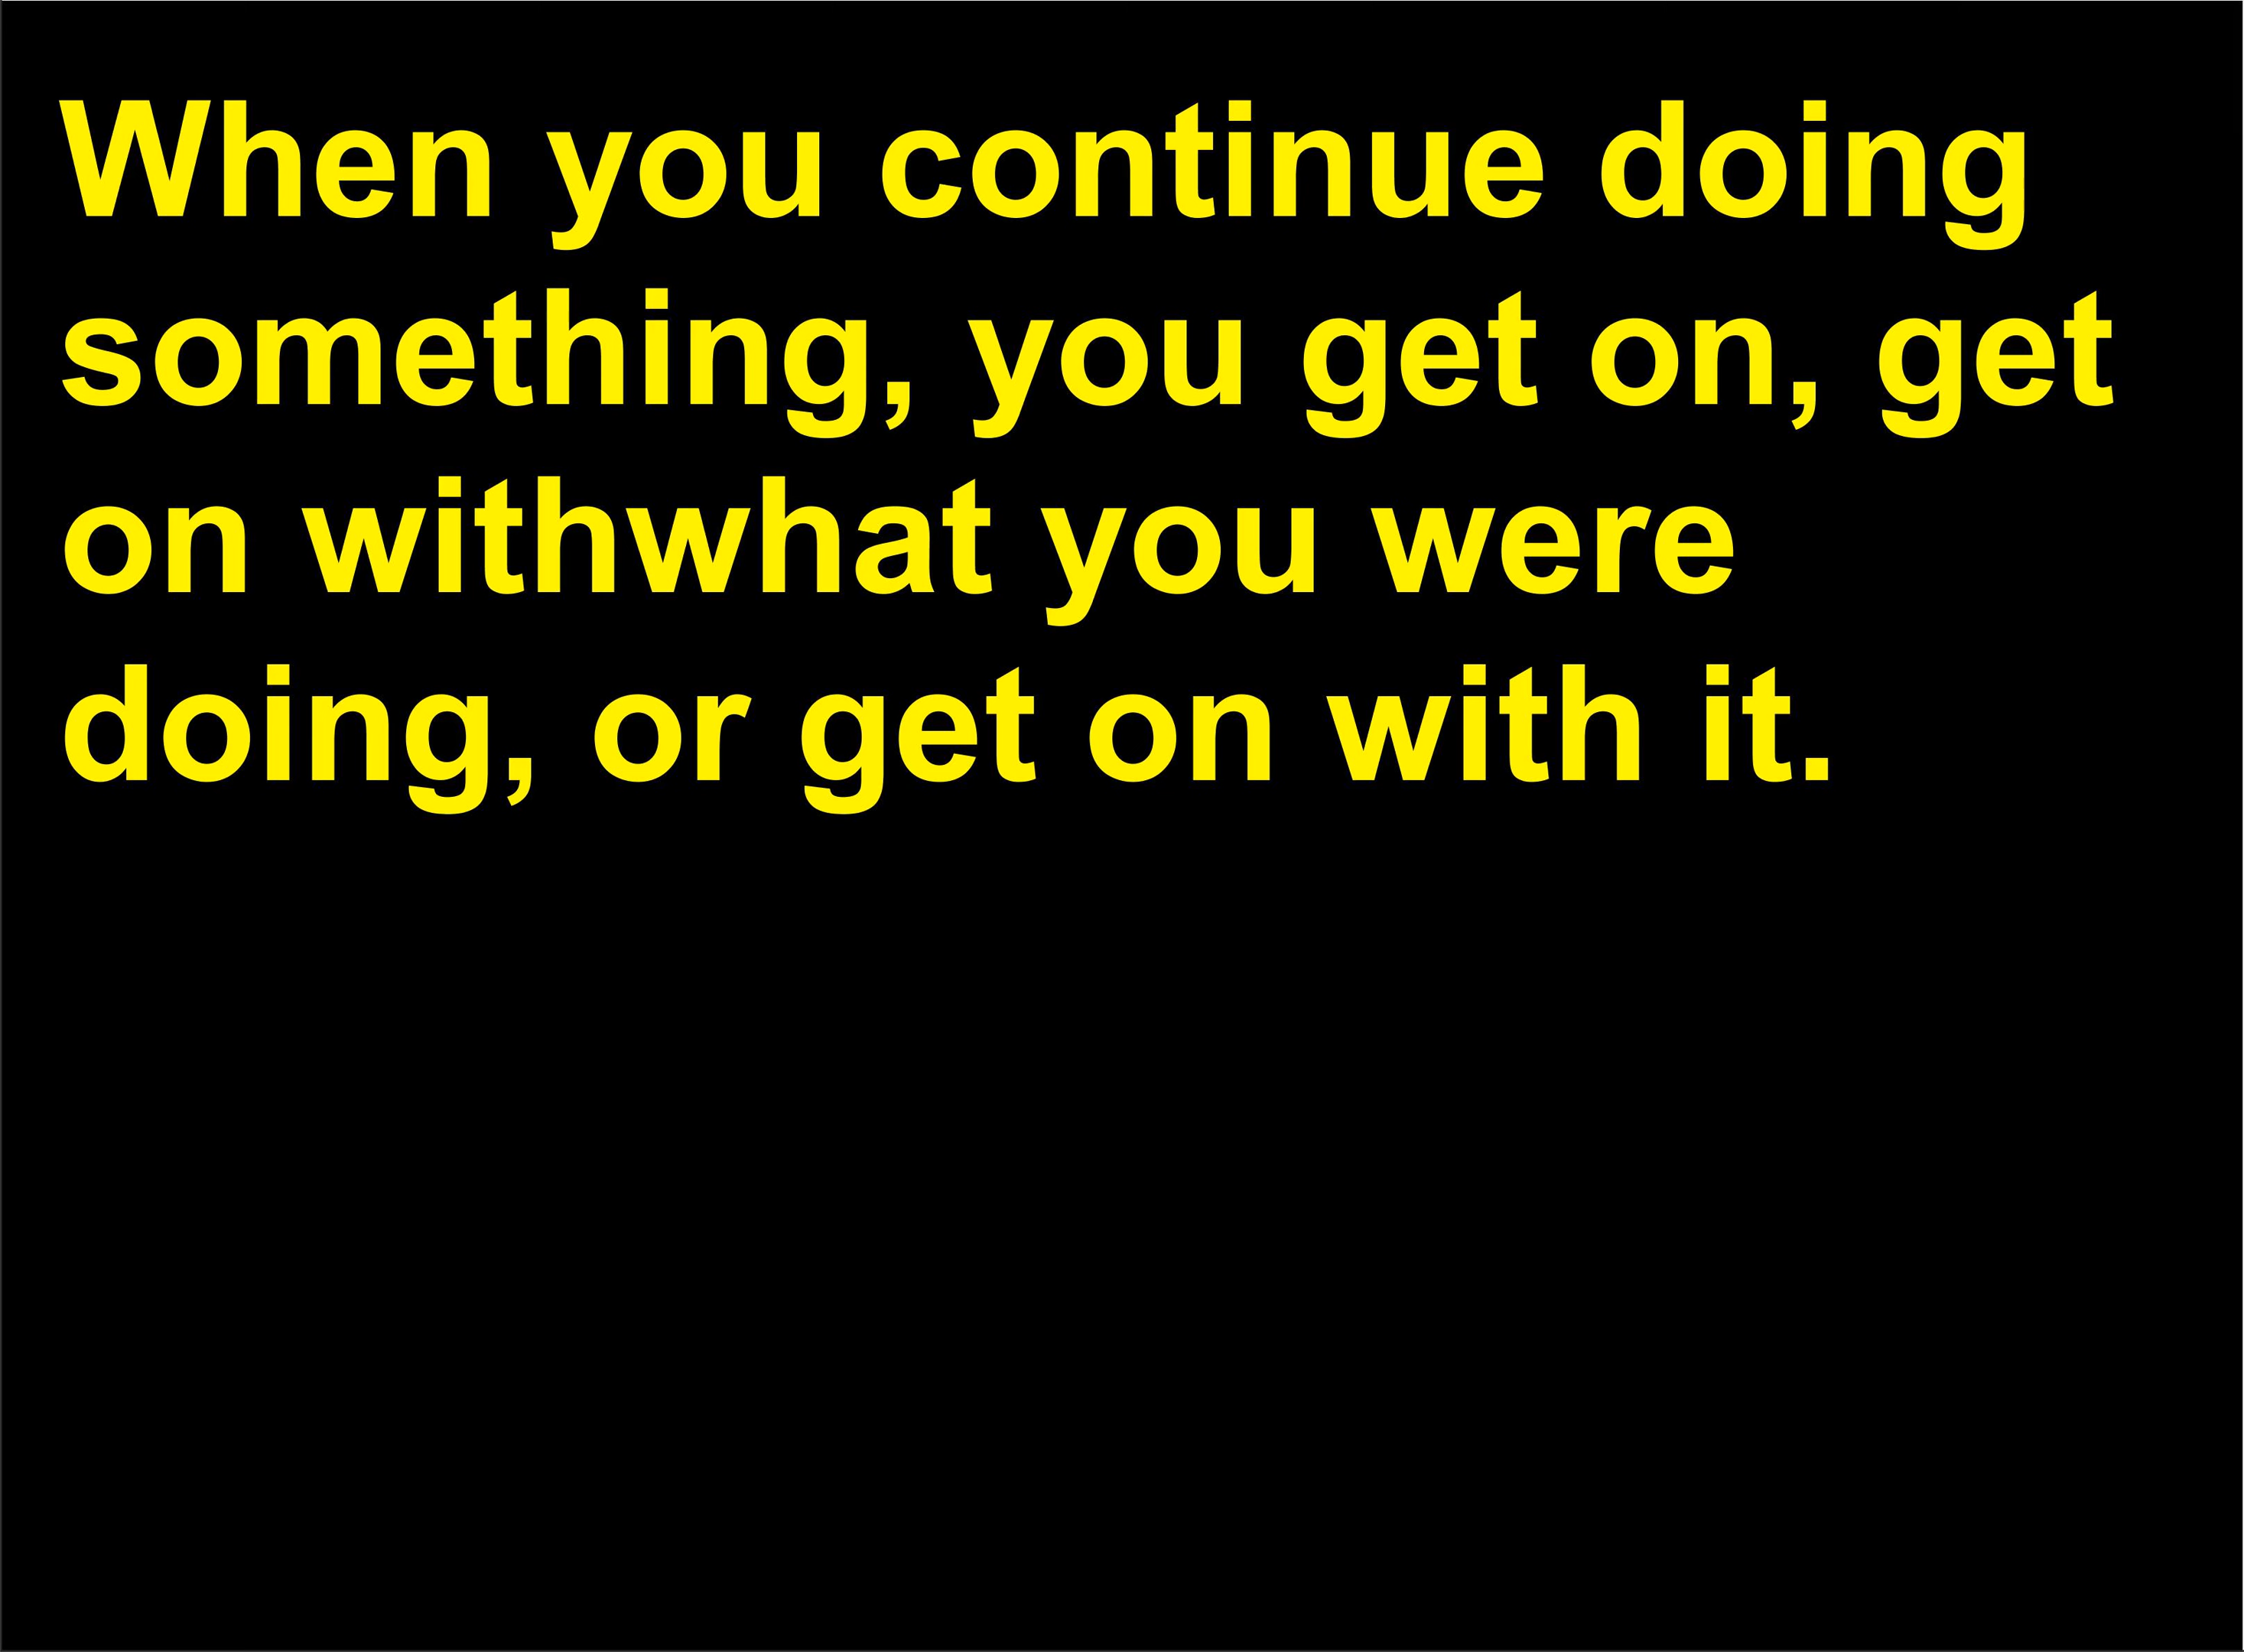 When you continue doing
something, you get on, get
on withwhat you were
doing, or get on with it.